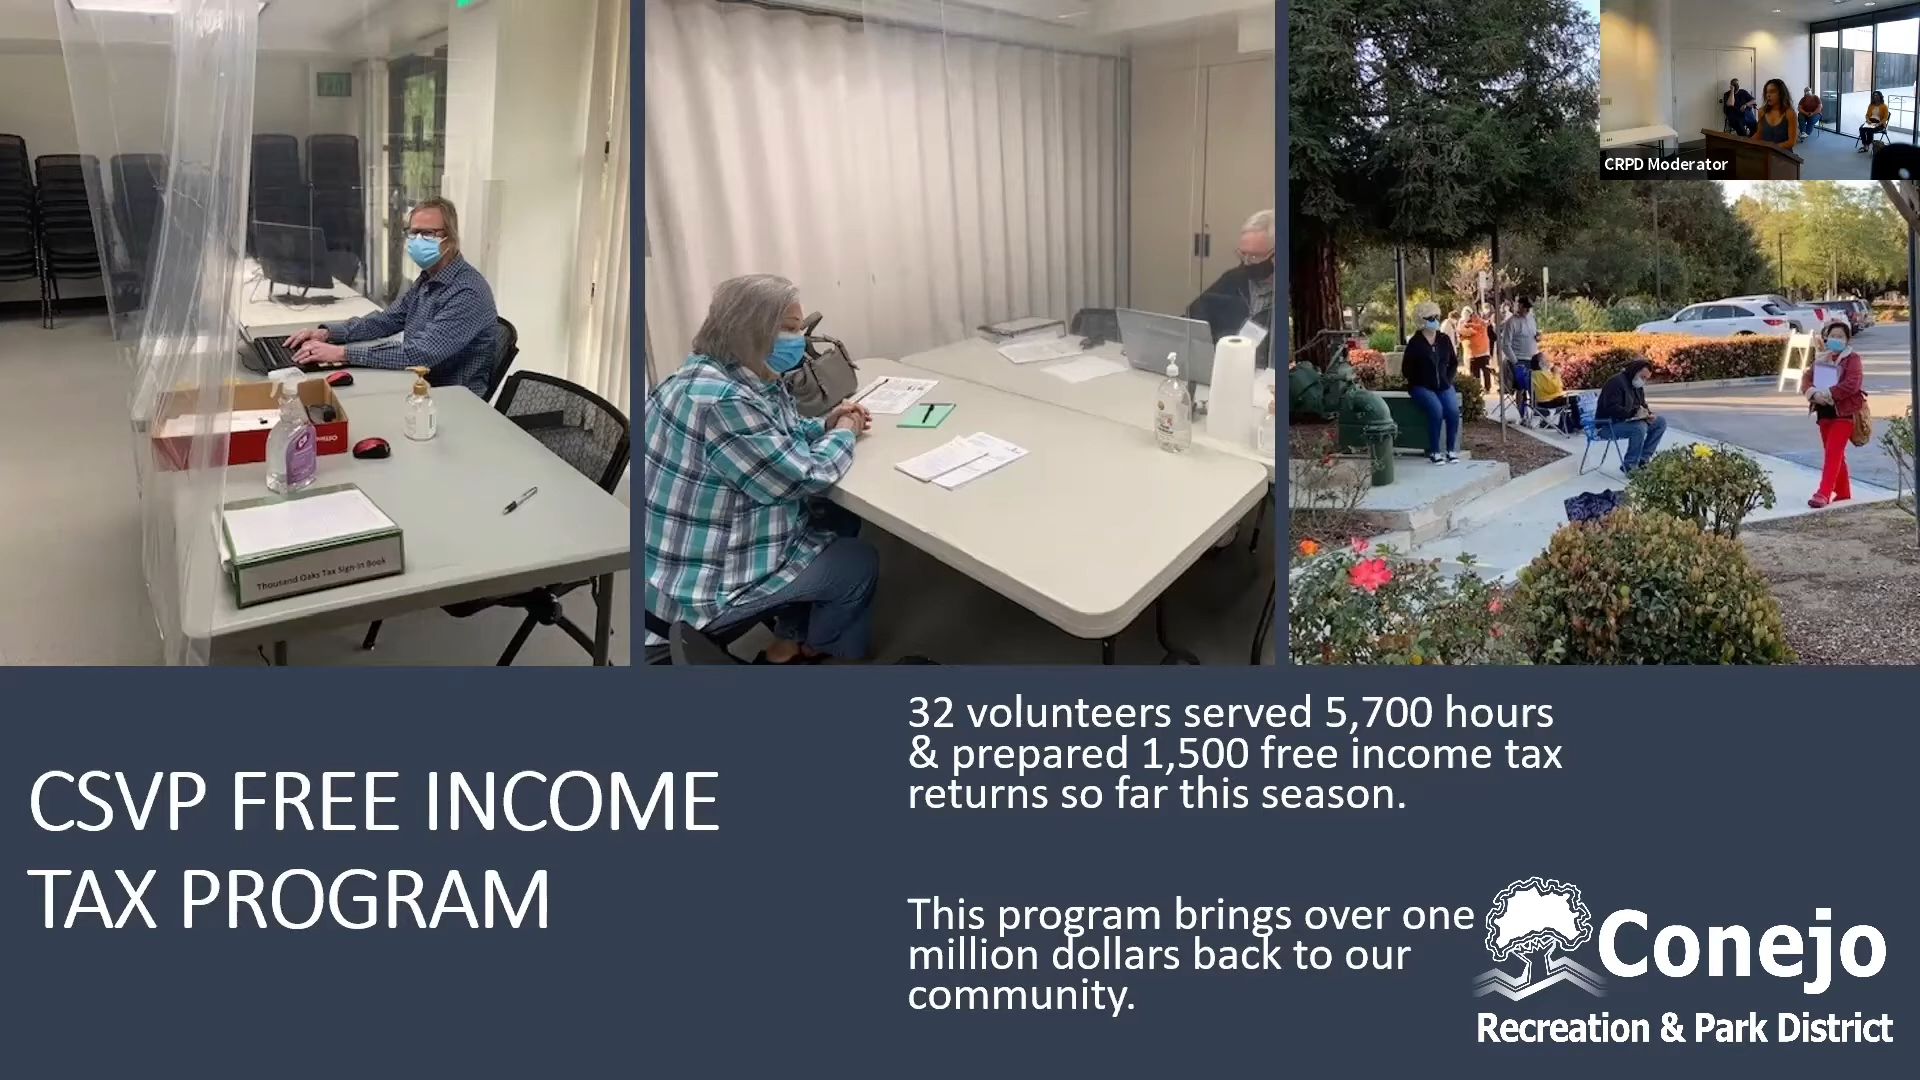 CRPD Moderator
Thousand Oaks Tax Sign-In Book
CSVP FREE INCOME
TAX PROGRAM
32 volunteers served 5,700 hours
& prepared 1,500 free income tax
returns so far this season.
This program brings over one
million dollars back to our
community.
Conejo
Recreation & Park District